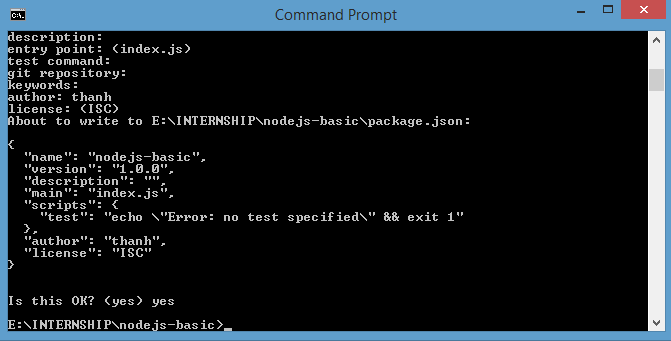 Command Prompt
description:
entry point: (index.js)
test command:
git repository:
keywords:
author: thanh
license: (ISC)
About to write to E:\INTERNSHIP\nodejs-basic\package.json:
{
  "name": "nodejs-basic",
  "version": "1.0.0",
  "description": "",
  "main": "index.js",
  "scripts": {
    "test": "echo \"Error: no test specified\" && exit 1"
  },
  "author": "thanh",
  "license": "ISC"
}
Is this OK? (yes) yes
E:\INTERNSHIP\nodejs-basic>_